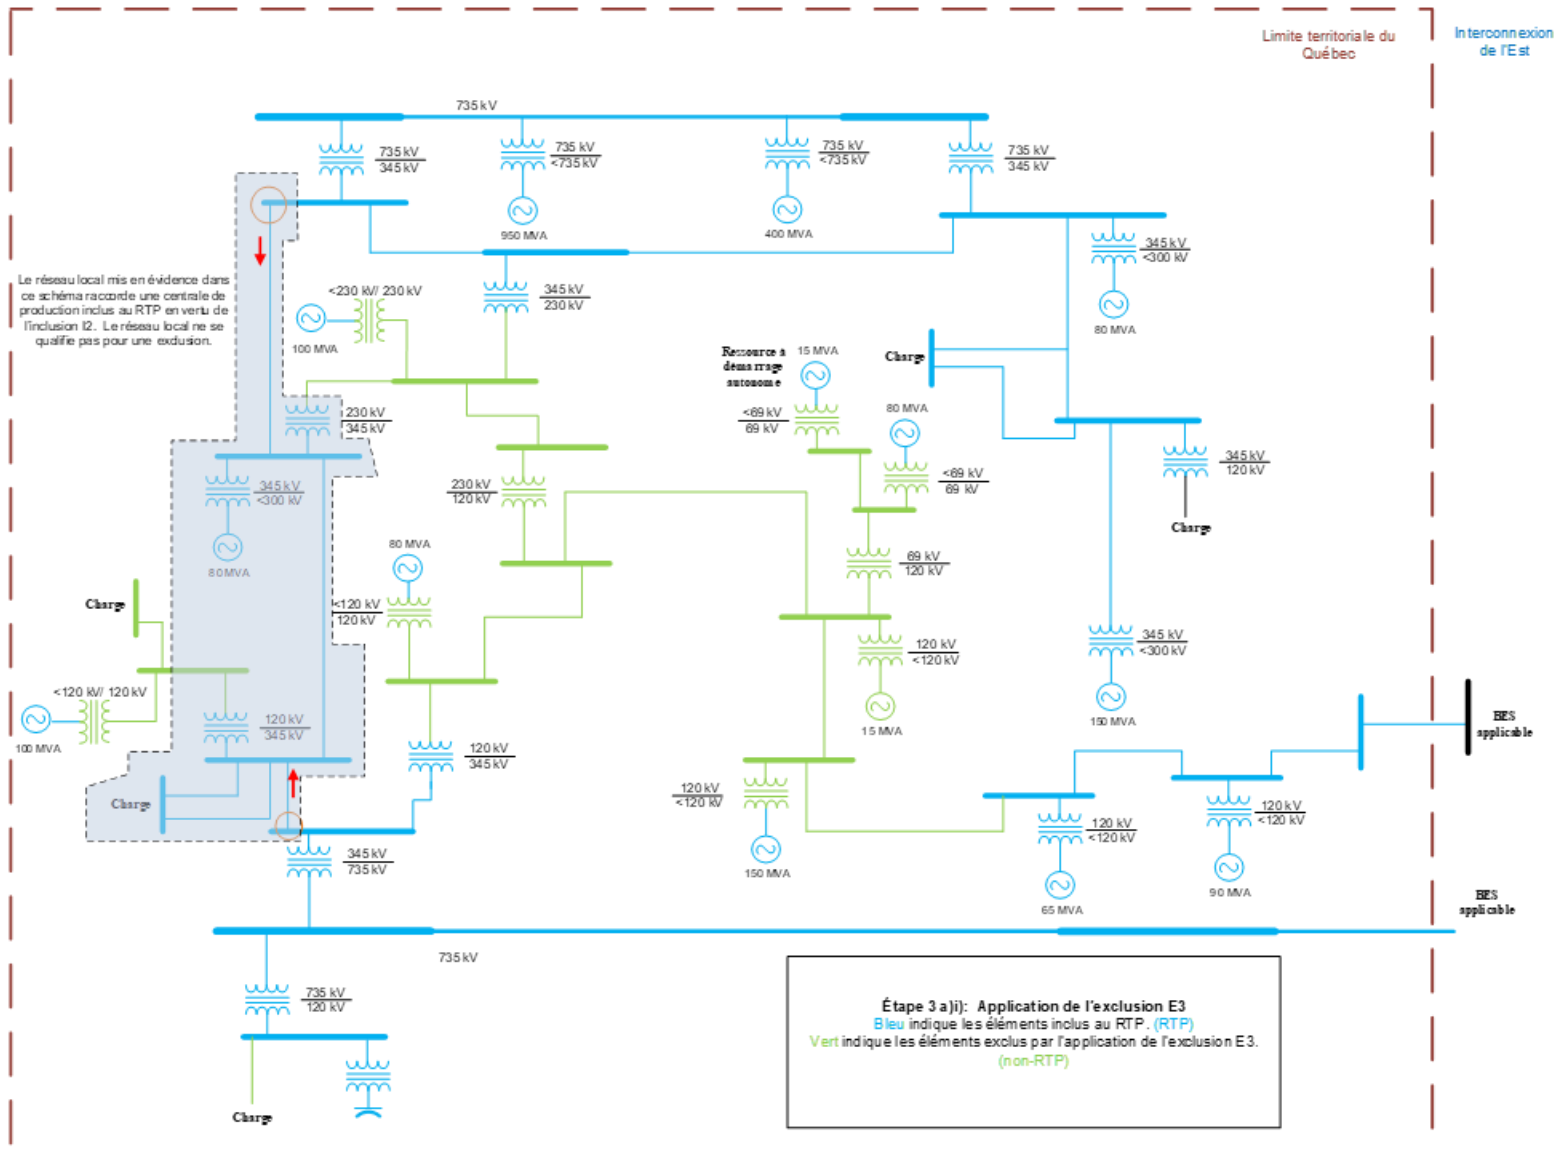 Limite territoriale du
Québec
Interconnexion
de l'Est
735 kV
735 kV
345 kV
735 kV
<735 kV
735 kV
<735 kV
735 kV
345 kV
950 MVA
400 MVA
345 kV
<300 kV
80 MVA
Le réseau local mis en évidence dans
ce schéma raccorde une centrale de
production inclus au RTP en vertu de
l'inclusion I2. Le réseau local ne se
qualifie pas pour une exclusion.
<230 kV// 230 kV
100 MVA
345 kV
230 kV
Charge
Ressource à
démarrage
autonome
15 MVA
<69 kV
69 kV
80 MVA
<69 kV
69 kV
230 kV
345 kV
345 kV
120 kV
Charge
345 kV
<300 kV
80 MVA
230 kV
120 kV
80 MVA
<120 kV
120 kV
69 kV
120 kV
Charge
120 kV
<120 kV
15 MVA
345 kV
<300 kV
150 MVA
<120 kV// 120 kV
100 MVA
120 kV
345 kV
120 kV
345 kV
BES
applicable
Charge
120 kV
<120 kV
150 MVA
120 kV
<120 kV
65 MVA
120 kV
<120 kV
90 MVA
345 kV
735 kV
BES
applicable
735 kV
735 kV
120 kV
Charge
Étape 3 a)i): Application de l'exclusion E3
Bleu indique les éléments inclus au RTP. (RTP)
Vert indique les éléments exclus par l'application de l'exclusion E3.
(non-RTP)